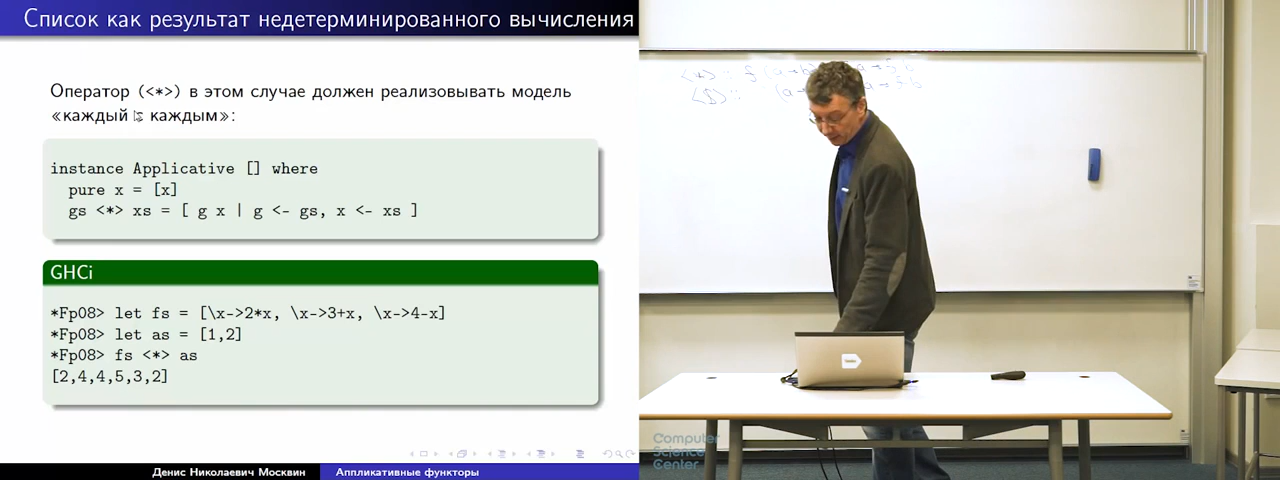 Список как результат недетерминированного вычисления
Оператор (<*>) в этом случае должен реализовывать модель
«каждый с каждым»:
instance Applicative [] where
pure x = [x]
gs <*> xs = [ g x | g <- gs, x <- xs ]
GHCi
*Fp08> let fs = [\x->2*x, \x->3+x, \x->4-x]
*Fp08> let as = [1,2]
*Fp08> fs <*> as
[2,4,4,5,3,2]
Денис Николаевич Москвин
Аппликативные функторы
Computer
Science
Center